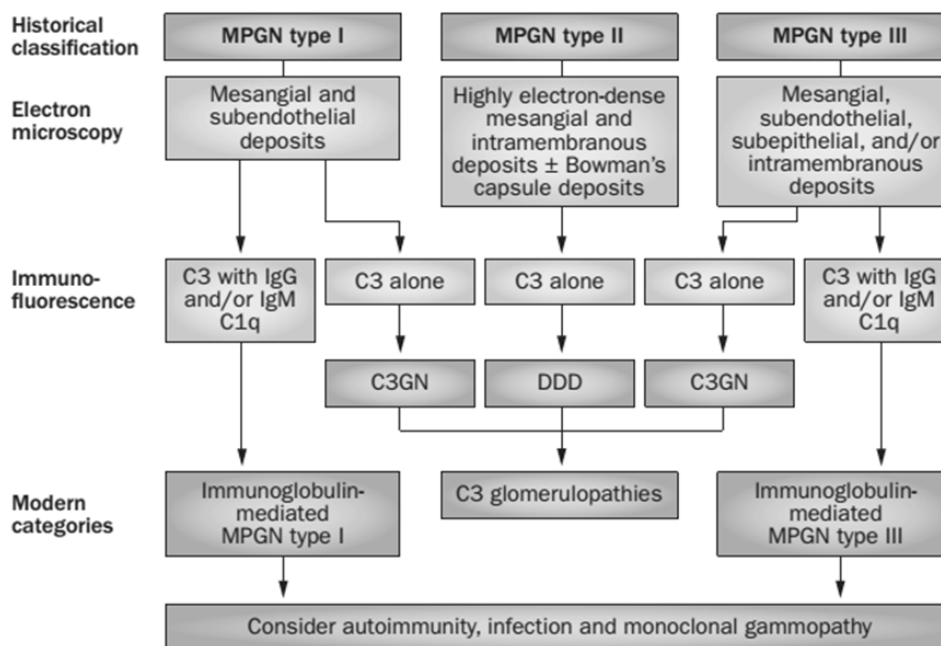 Historical
classification
MPGN type I
MPGN type II
MPGN type III
Electron
microscopy
Mesangial and
subendothelial
deposits
Highly electron-dense
mesangial and
intramembranous
deposits ± Bowman's
capsule deposits
Mesangial,
subendothelial,
subepithelial, and/or
intramembranous
deposits
Immuno-
fluorescence
C3 with IgG
and/or IgM
C1q
C3 alone
C3 alone
C3 alone
C3 with IgG
and/or IgM
C1q
C3GN
DDD
C3GN
Modern
categories
Immunoglobulin-
mediated
MPGN type I
C3 glomerulopathies
Immunoglobulin-
mediated
MPGN type III
Consider autoimmunity, infection and monoclonal gammopathy